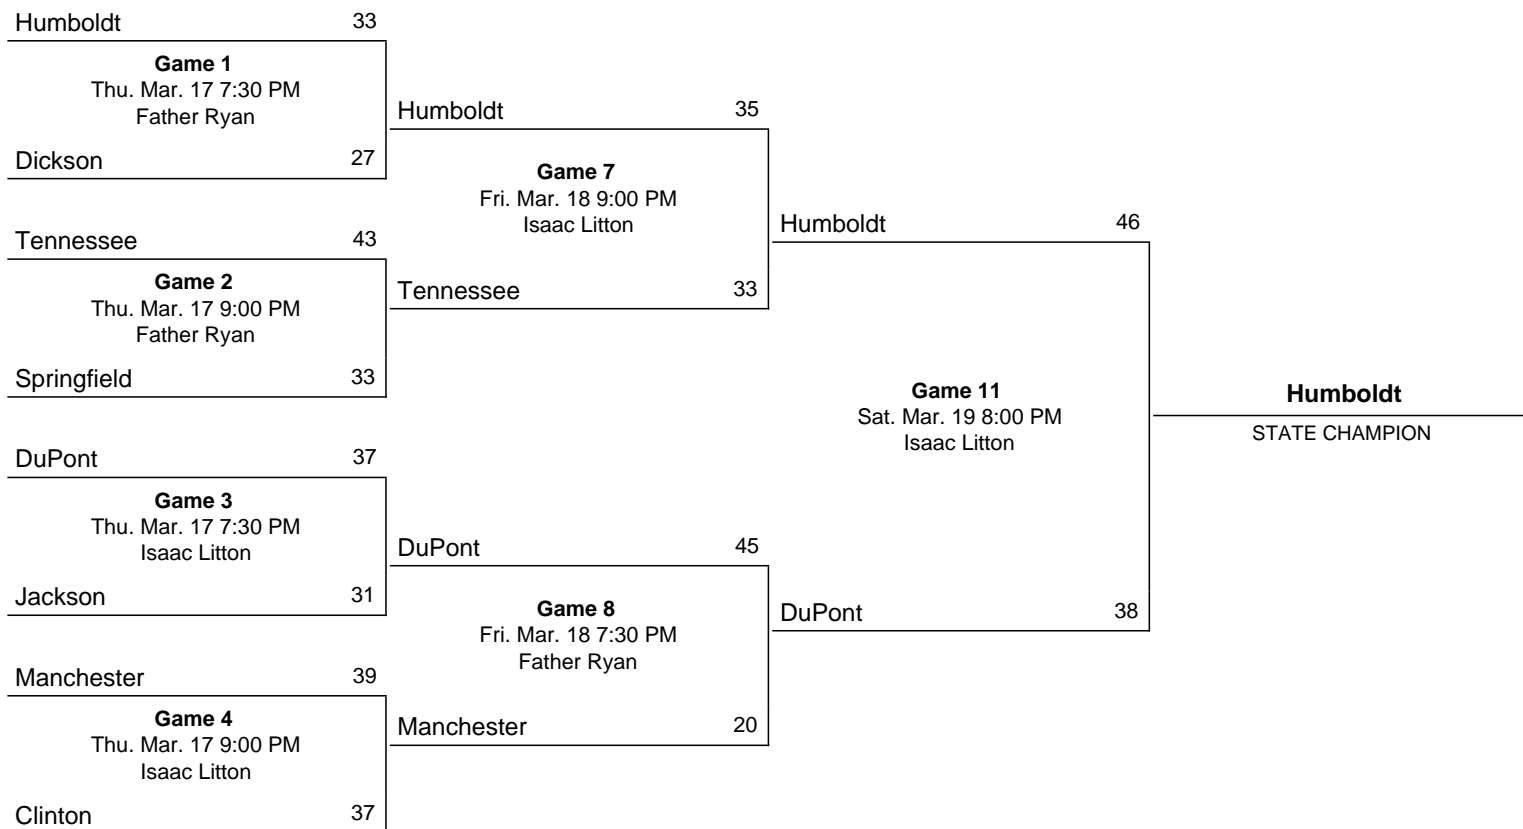 Humboldt 33
Game 1
Thu. Mar. 17 7:30 PM
Father Ryan
Dickson 27
Tennessee 43
Game 2
Thu. Mar. 17 9:00 PM
Father Ryan
Springfield 33
DuPont 37
Game 3
Thu. Mar. 17 7:30 PM
Isaac Litton
Jackson 31
Manchester 39
Game 4
Thu. Mar. 17 9:00 PM
Isaac Litton
Clinton 37
Humboldt 35
Game 7
Fri. Mar. 18 9:00 PM
Isaac Litton
Tennessee 33
DuPont 45
Game 8
Fri. Mar. 18 7:30 PM
Father Ryan
Manchester 20
Humboldt 46
Game 11
Sat. Mar. 19 8:00 PM
Isaac Litton
DuPont 38
Humboldt
STATE CHAMPION